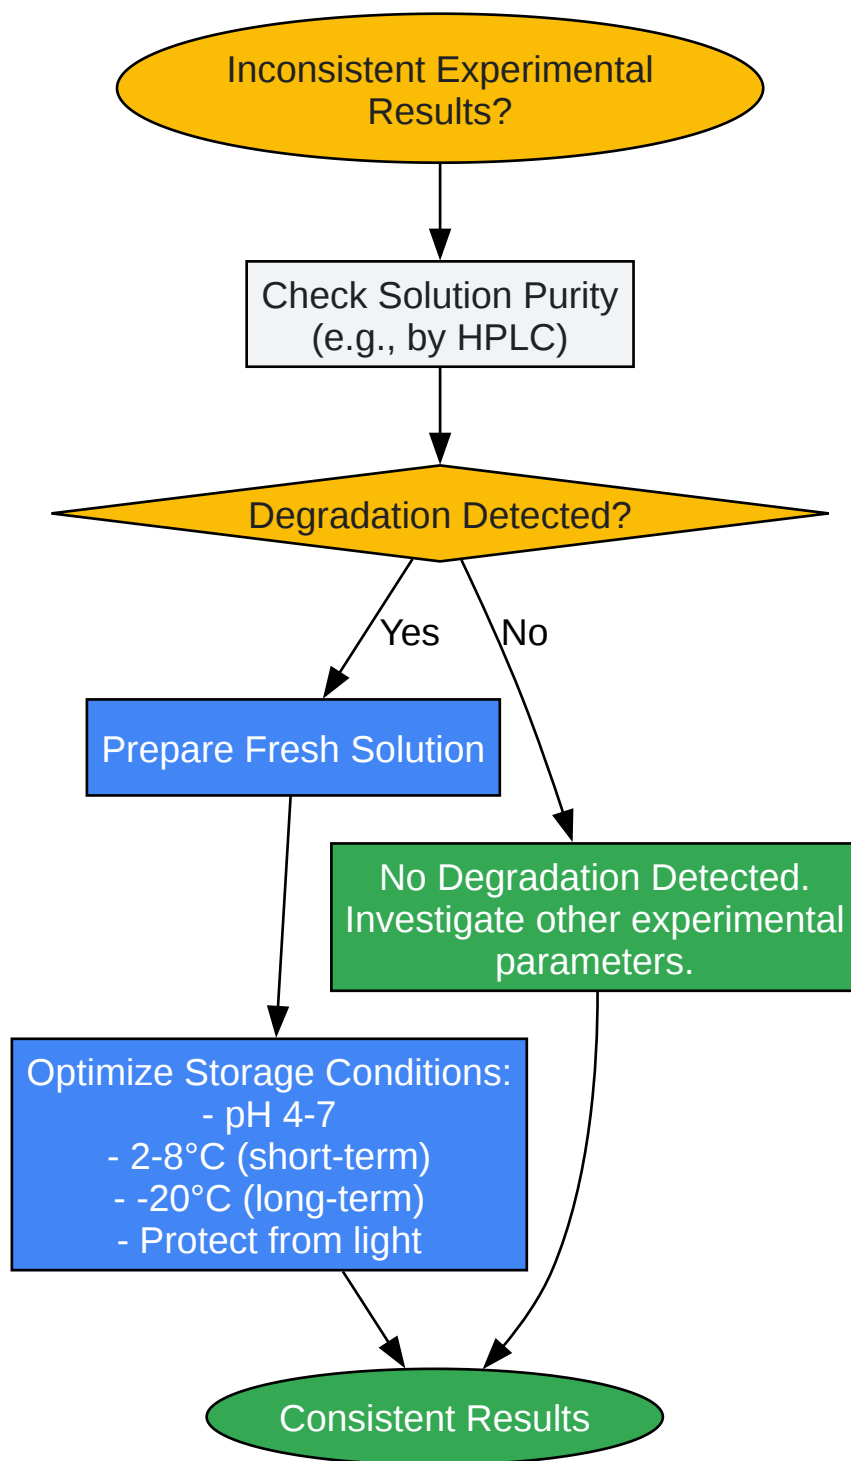 Inconsistent Experimental
Results?
Check Solution Purity
(e.g., by HPLC)
Degradation Detected?
Yes
No
Prepare Fresh Solution
No Degradation Detected.
Investigate other experimental
parameters.
Optimize Storage Conditions:
- pH 4-7
- 2-8°C (short-term)
- -20°C (long-term)
- Protect from light
Consistent Results